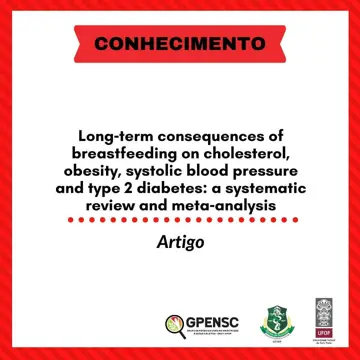 CONHECIMENTO
Long-term consequences of
breastfeeding on cholesterol,
obesity, systolic blood pressure
and type 2 diabetes: a systematic
review and meta-analysis
Artigo
GPENSC
UFOP